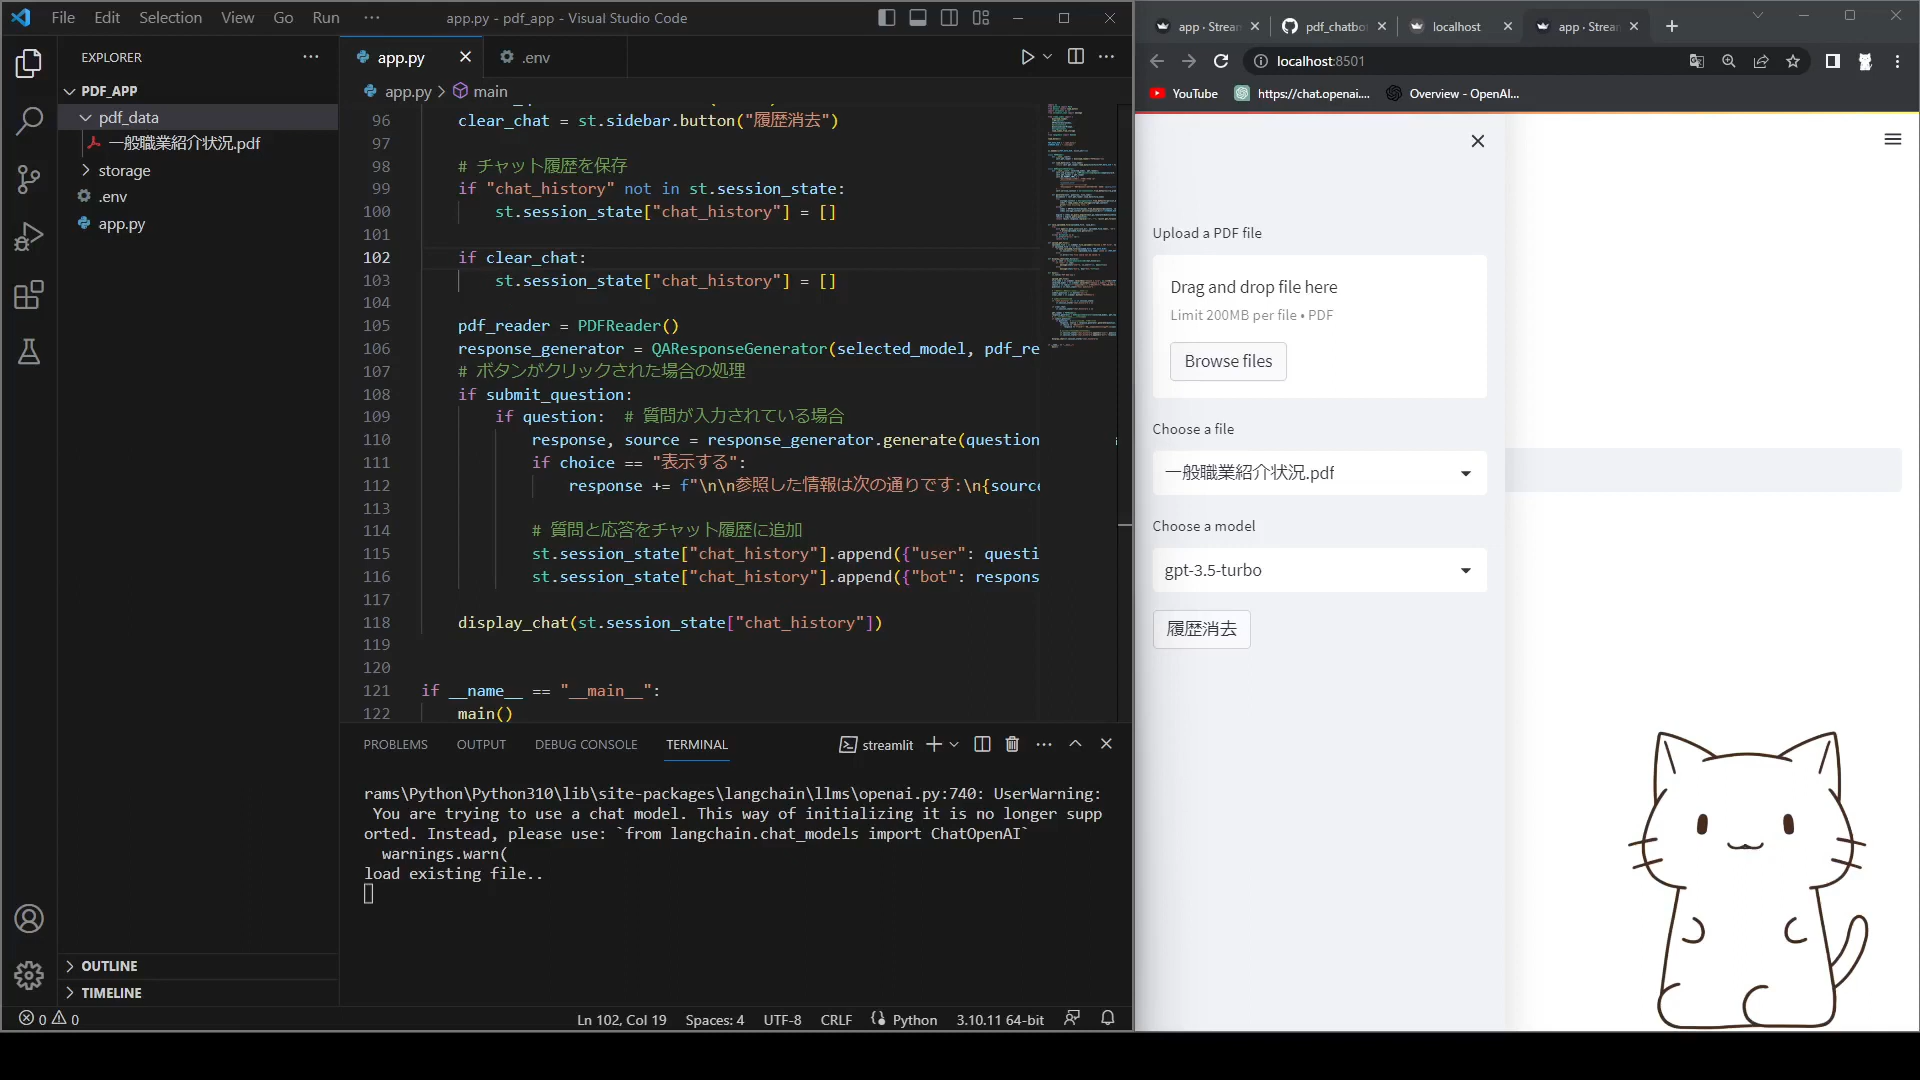 File Edit Selection View Go Run ···
app.py - pdf_app - Visual Studio Code
EXPLORER
PDF_APP
pdf_data
一般職業紹介状況.pdf
storage
.env
app.py
OUTLINE
TIMELINE
app.py
.env
app.py > main
96 clear_chat = st.sidebar.button("履歴消去")
97
98 # チャット履歴を保存
99 if "chat_history" not in st.session_state:
100 st.session_state["chat_history"] = []
101
102 if clear_chat:
103 st.session_state["chat_history"] = []
104
105 pdf_reader = PDFReader()
106 response_generator = QAResponseGenerator(selected_model, pdf_re
107 # ボタンがクリックされた場合の処理
108 if submit_question:
109 if question: # 質問が入力されている場合
110 response, source = response_generator.generate(question
111 if choice == "表示する":
112 response += f"\n\n参照した情報は次の通りです:\n{source
113
114 # 質問と応答をチャット履歴に追加
115 st.session_state["chat_history"].append({"user": questi
116 st.session_state["chat_history"].append({"bot": respons
117
118 display_chat(st.session_state["chat_history"])
119
120
121 if __name__ == "__main__":
122 main()
PROBLEMS OUTPUT DEBUG CONSOLE TERMINAL
streamlit
rams\Python\Python310\lib\site-packages\langchain\llms\openai.py:740: UserWarning:
You are trying to use a chat model. This way of initializing it is no longer supp
orted. Instead, please use: `from langchain.chat_models import ChatOpenAI`
warnings.warn(
load existing file..
0 0
Ln 102, Col 19 Spaces: 4 UTF-8 CRLF Python 3.10.11 64-bit
app · Stream
pdf_chatbo
localhost
app · Stream
localhost:8501
YouTube
https://chat.openai....
Overview - OpenAI...
Upload a PDF file
Drag and drop file here
Limit 200MB per file • PDF
Browse files
Choose a file
一般職業紹介状況.pdf
Choose a model
gpt-3.5-turbo
履歴消去